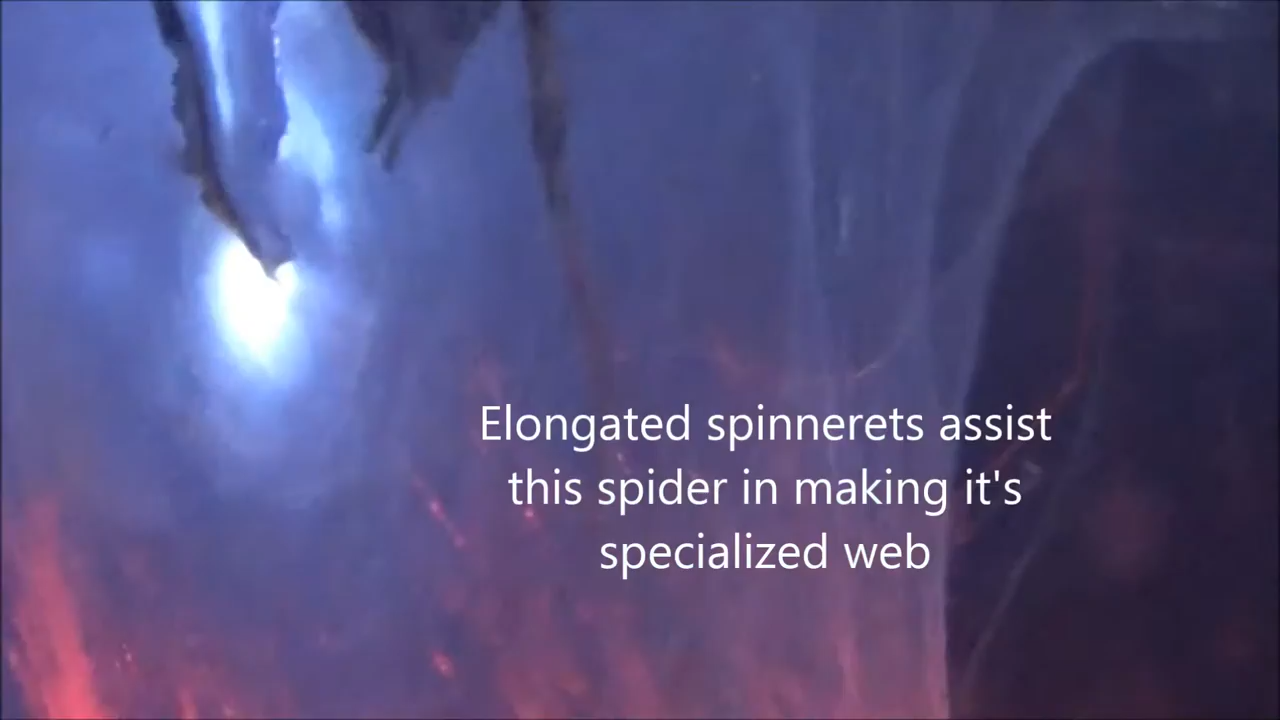 Elongated spinnerets assist
this spider in making it's
specialized web